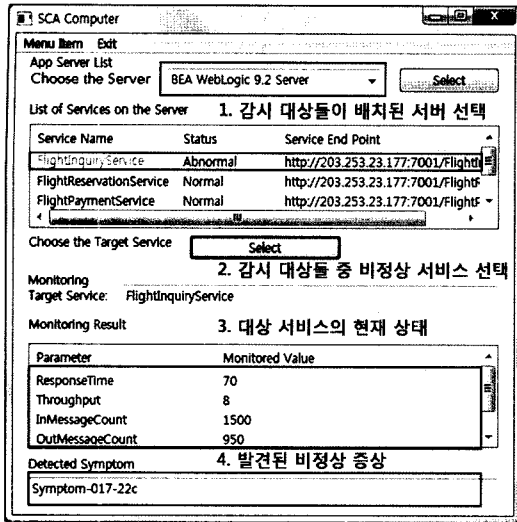 SCA Computer
Menu Item Exit
App Server List
Choose the Server BEA WebLogic 9.2 Server Select
List of Services on the Server 1. 감시 대상들이 배치된 서버 선택
Service Name Status Service End Point
FlightInquiryService Abnormal http://203.253.23.177:7001/FlightIn
FlightReservationService Normal http://203.253.23.177:7001/FlightR
FlightPaymentService Normal http://203.253.23.177:7001/FlightP
Choose the Target Service Select
2. 감시 대상들 중 비정상 서비스 선택
Monitoring
Target Service: FlightInquiryService
Monitoring Result 3. 대상 서비스의 현재 상태
Parameter Monitored Value
ResponseTime 70
Throughput 8
InMessageCount 1500
OutMessageCount 950
Detected Symptom 4. 발견된 비정상 증상
Symptom-017-22c